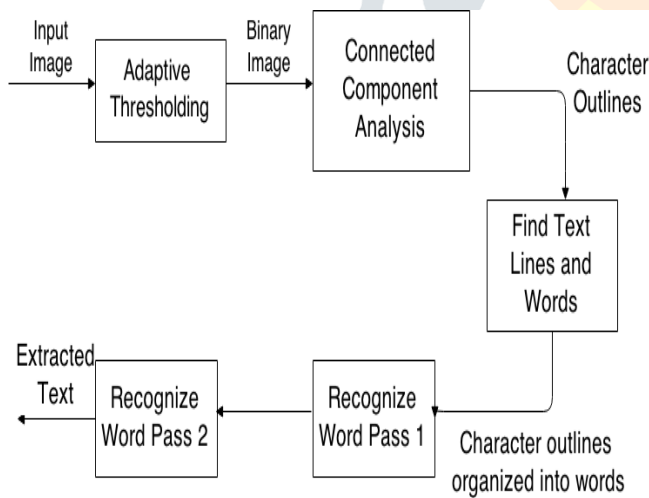 Input
Image
Adaptive
Thresholding
Binary
Image
Connected
Component
Analysis
Character
Outlines
Find Text
Lines and
Words
Character outlines
organized into words
Recognize
Word Pass 1
Recognize
Word Pass 2
Extracted
Text